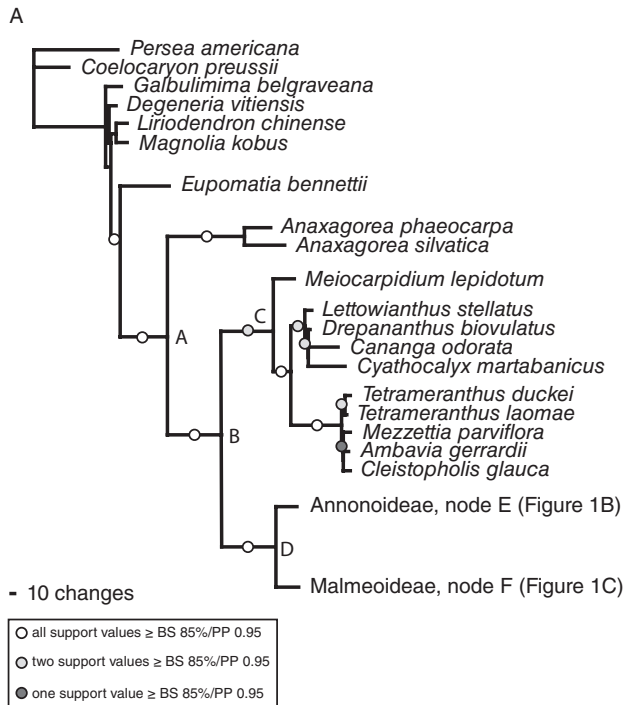 A
Persea americana
Coelocaryon preussii
Galbulimima belgraveana
Degeneria vitiensis
Liriodendron chinense
Magnolia kobus
Eupomatia bennettii
Anaxagorea phaeocarpa
Anaxagorea silvatica
Meiocarpidium lepidotum
C
Lettowianthus stellatus
Drepananthus biovulatus
A
Cananga odorata
Cyathocalyx martabanicus
Tetrameranthus duckei
Tetrameranthus laomae
Mezzettia parviflora
B
Ambavia gerrardii
Cleistopholis glauca
Annonoideae, node E (Figure 1B)
D
Malmeoideae, node F (Figure 1C)
- 10 changes
all support values ≥ BS 85%/PP 0.95
two support values ≥ BS 85%/PP 0.95
one support value ≥ BS 85%/PP 0.95